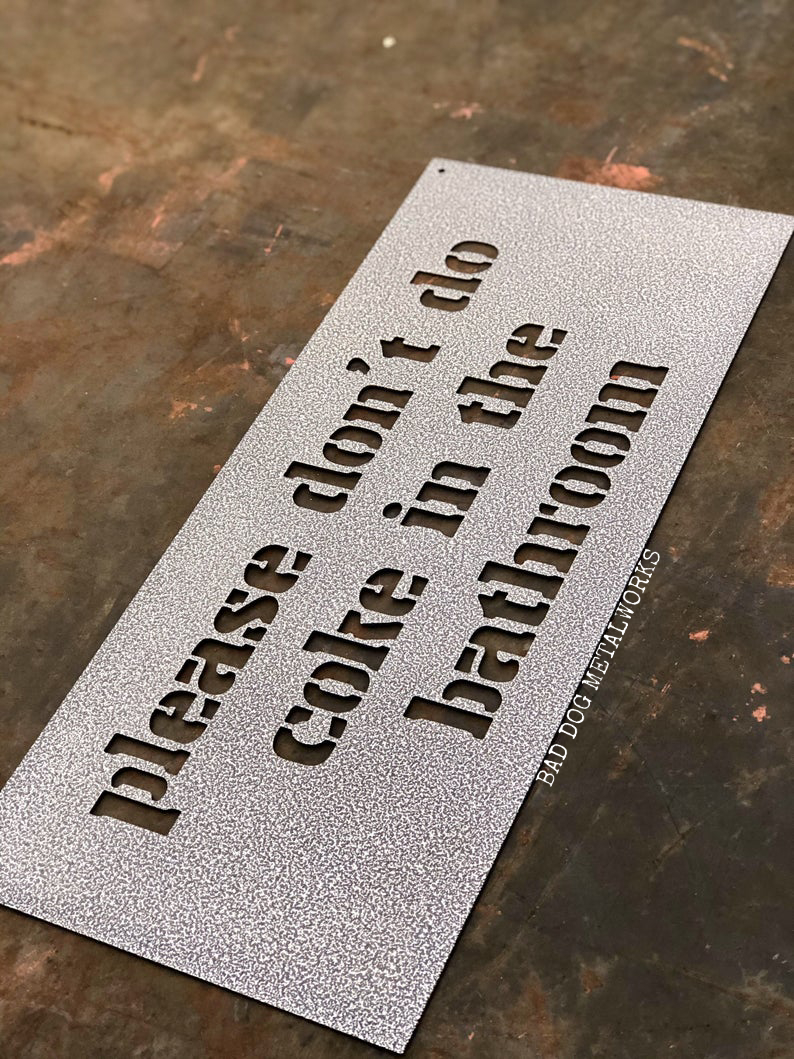 please don't do
coke in the
bathroom
BAD DOG METALWORKS